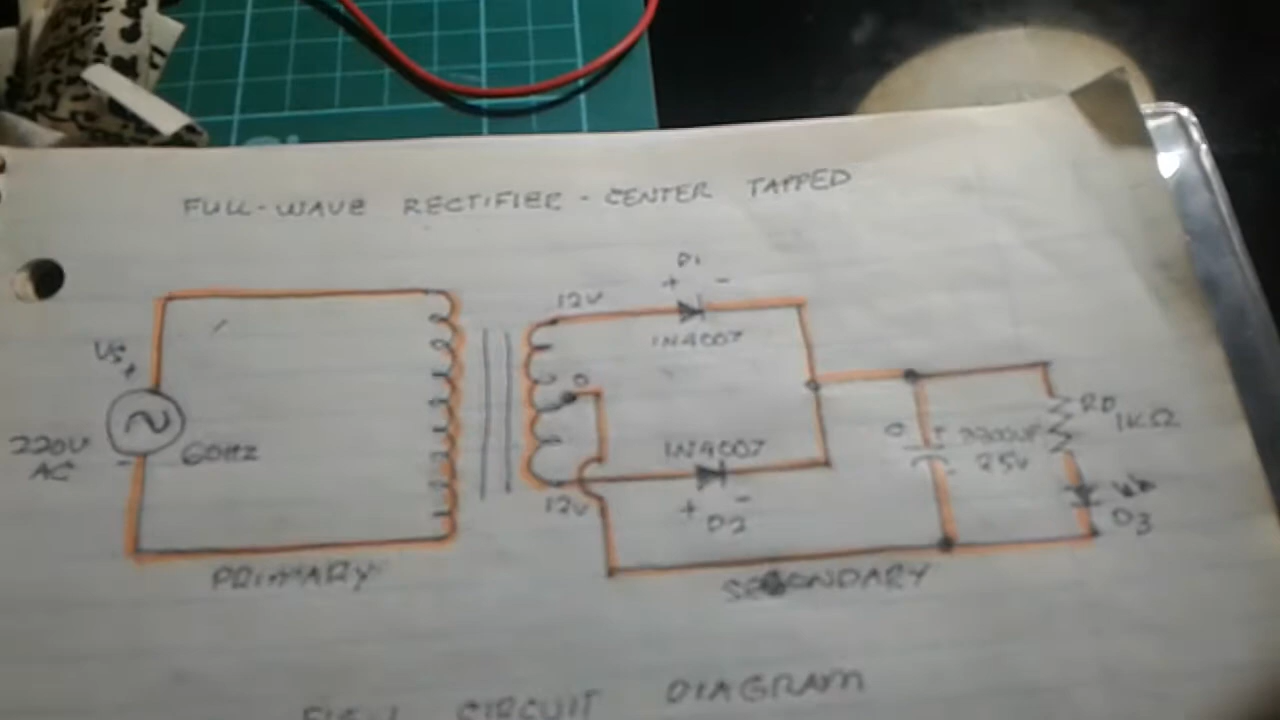 FULL-WAVE RECTIFIER - CENTER TAPPED
D1
+ -
12V
1N4007
Vs
220V
AC
60Hz
0
1N4007
+ -
D2
12V
C
+
25V
RD
1KΩ
D3
PRIMARY
SECONDARY
CIRCUIT DIAGRAM